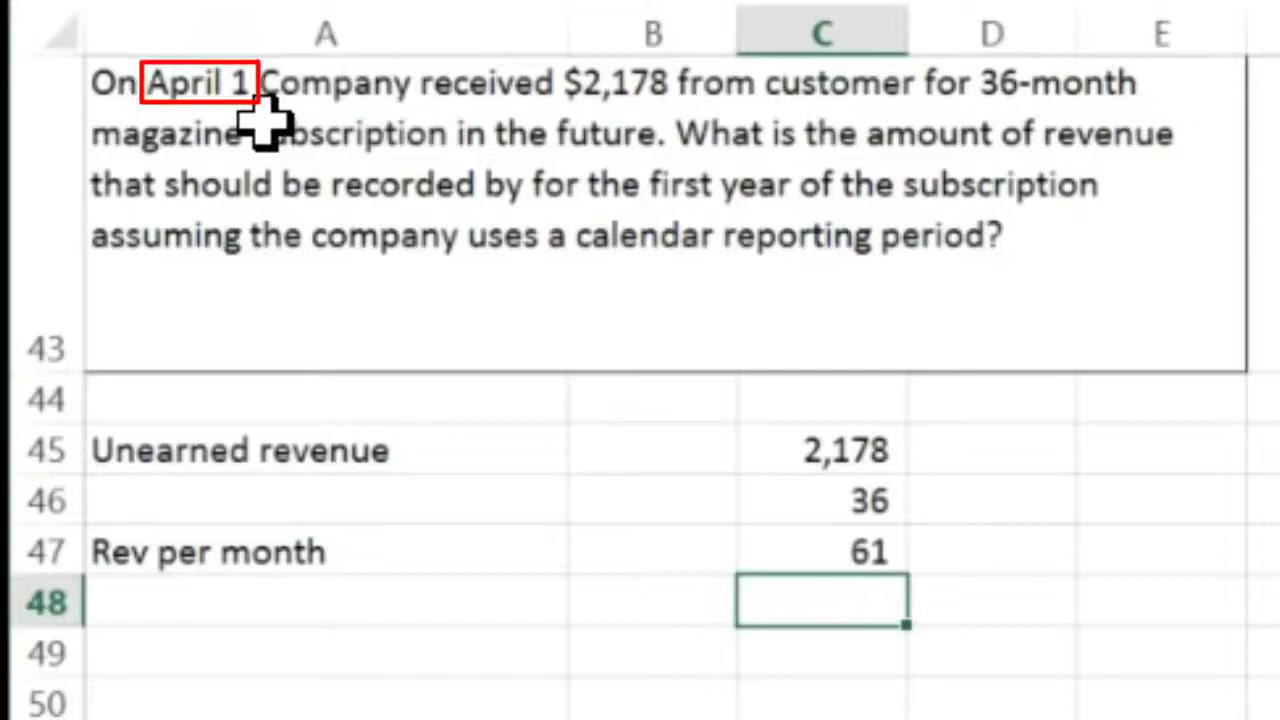 A B C D E
On April 1 Company received $2,178 from customer for 36-month
magazine in the future. What is the amount of revenue
that should be recorded by for the first year of the subscription
assuming the company uses a calendar reporting period?
43
44
45 Unearned revenue 2,178
46 36
47 Rev per month 61
48
49
50